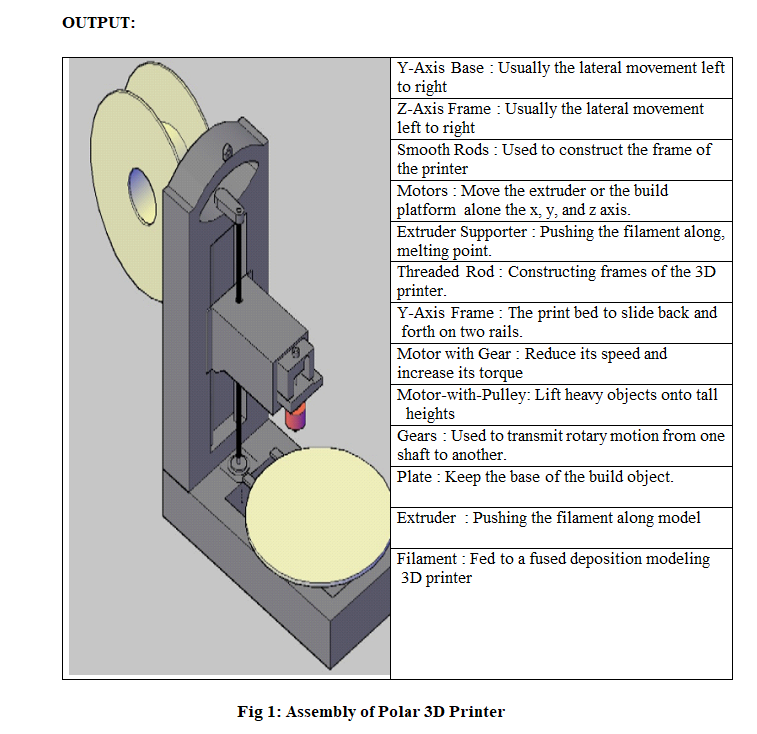 OUTPUT:
Y-Axis Base : Usually the lateral movement left
to right
Z-Axis Frame : Usually the lateral movement
left to right
Smooth Rods : Used to construct the frame of
the printer
Motors : Move the extruder or the build
platform alone the x, y, and z axis.
Extruder Supporter : Pushing the filament along,
melting point.
Threaded Rod : Constructing frames of the 3D
printer.
Y-Axis Frame : The print bed to slide back and
forth on two rails.
Motor with Gear : Reduce its speed and
increase its torque
Motor-with-Pulley: Lift heavy objects onto tall
heights
Gears : Used to transmit rotary motion from one
shaft to another.
Plate : Keep the base of the build object.
Extruder : Pushing the filament along model
Filament : Fed to a fused deposition modeling
3D printer
Fig 1: Assembly of Polar 3D Printer